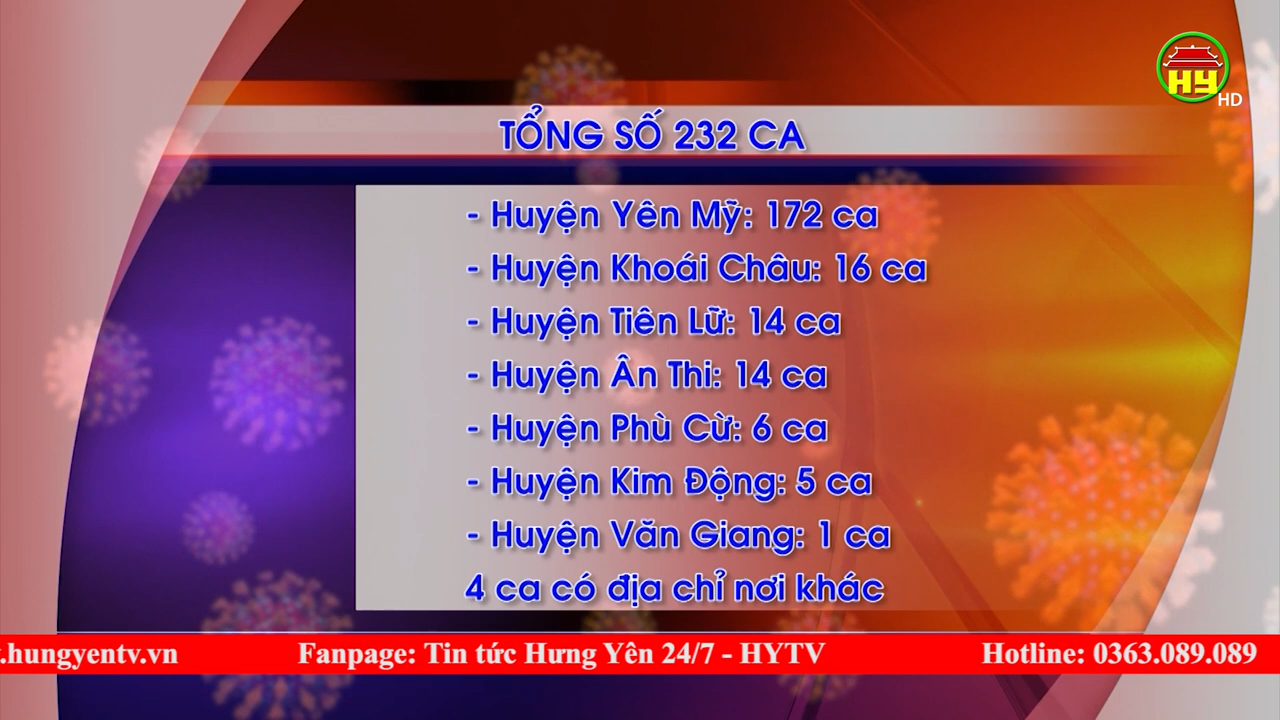 HY
HD
TỔNG SỐ 232 CA
- Huyện Yên Mỹ: 172 ca
- Huyện Khoái Châu: 16 ca
- Huyện Tiên Lữ: 14 ca
- Huyện Ân Thi: 14 ca
- Huyện Phù Cừ: 6 ca
- Huyện Kim Động: 5 ca
- Huyện Văn Giang: 1 ca
4 ca có địa chỉ nơi khác
.hungyentv.vn Fanpage: Tin tức Hưng Yên 24/7 - HYTV Hotline: 0363.089.089